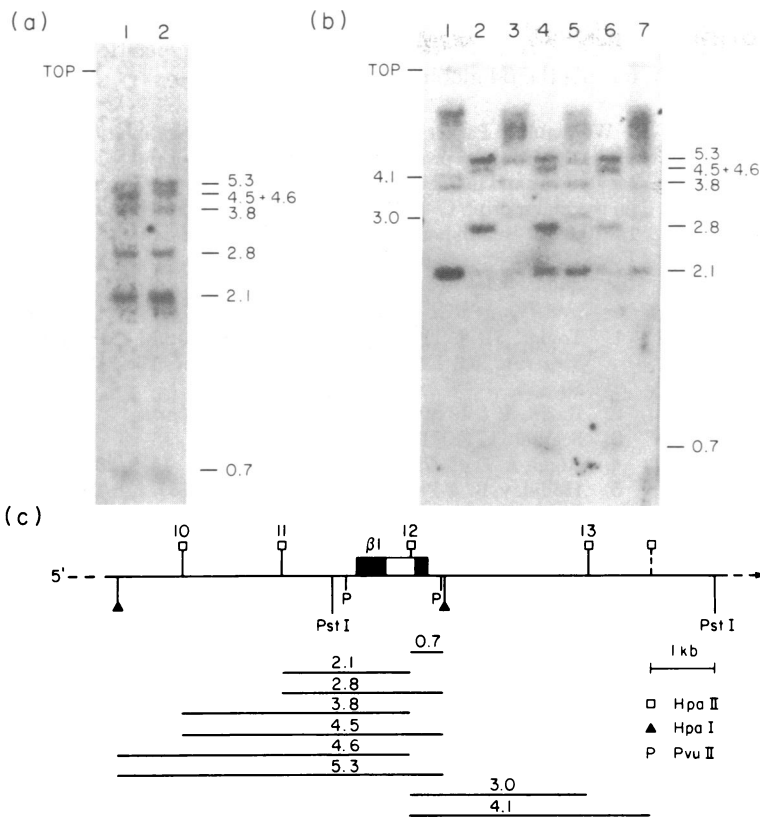 (a)
1 2
TOP
5.3
4.5 + 4.6
3.8
2.8
2.1
0.7
(b)
1 2 3 4 5 6 7
TOP
4.1
3.0
5.3
4.5 + 4.6
3.8
2.8
2.1
0.7
(c)
10 11 β1 12 13
5'
P P
Pst I Pst I
0.7
2.1
2.8
3.8
4.5
4.6
5.3
3.0
4.1
1 kb
Hpa II
Hpa I
P Pvu II